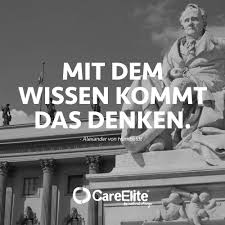 MIT DEM
WISSEN KOMMT
DAS DENKEN.
- Alexander von Humboldt
CareElite